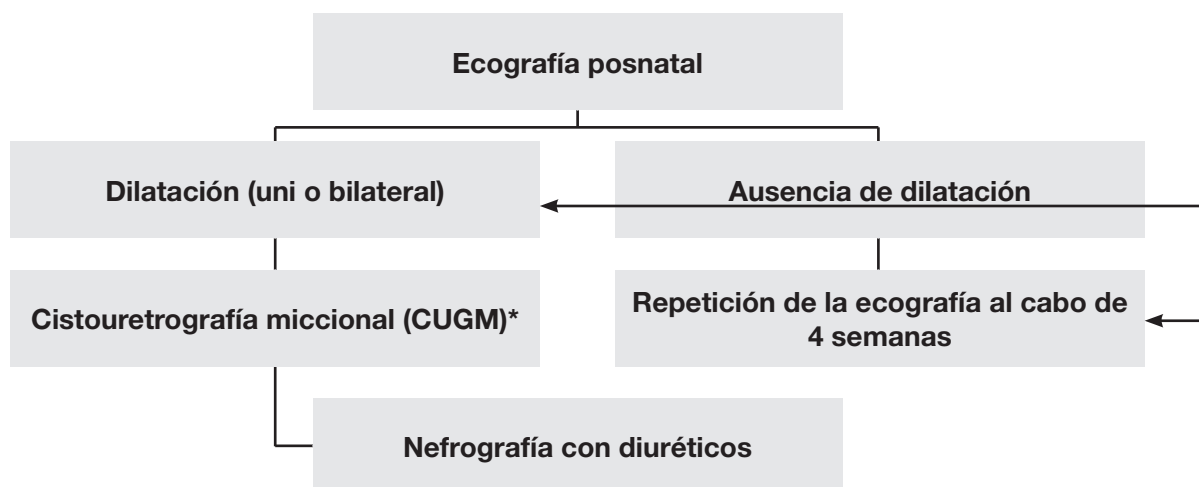 Ecografía posnatal
Dilatación (uni o bilateral)
Ausencia de dilatación
Cistouretrografía miccional (CUGM)*
Repetición de la ecografía al cabo de
4 semanas
Nefrografía con diuréticos